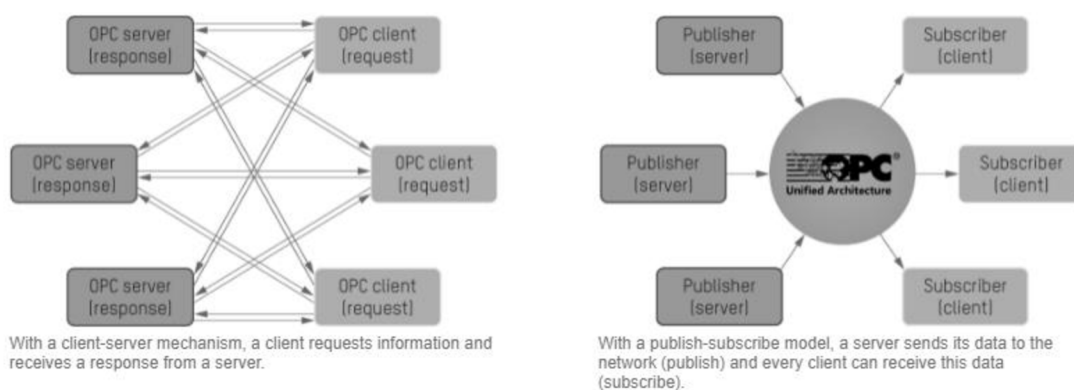 OPC server
(response)
OPC client
(request)
OPC server
(response)
OPC client
(request)
OPC server
(response)
OPC client
(request)
With a client-server mechanism, a client requests information and
receives a response from a server.
Publisher
(server)
Subscriber
(client)
Publisher
(server)
OPC®
Unified Architecture
Subscriber
(client)
Publisher
(server)
Subscriber
(client)
With a publish-subscribe model, a server sends its data to the
network (publish) and every client can receive this data
(subscribe).